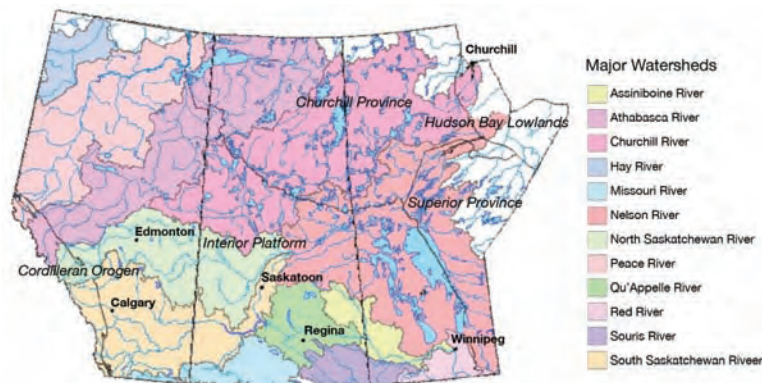 Churchill
Churchill Province
Hudson Bay Lowlands
Superior Province
Edmonton
Interior Platform
Cordilleran Orogen
Saskatoon
Calgary
Regina
Winnipeg
Major Watersheds
Assiniboine River
Athabasca River
Churchill River
Hay River
Missouri River
Nelson River
North Saskatchewan River
Peace River
Qu'Appelle River
Red River
Souris River
South Saskatchewan Riveer